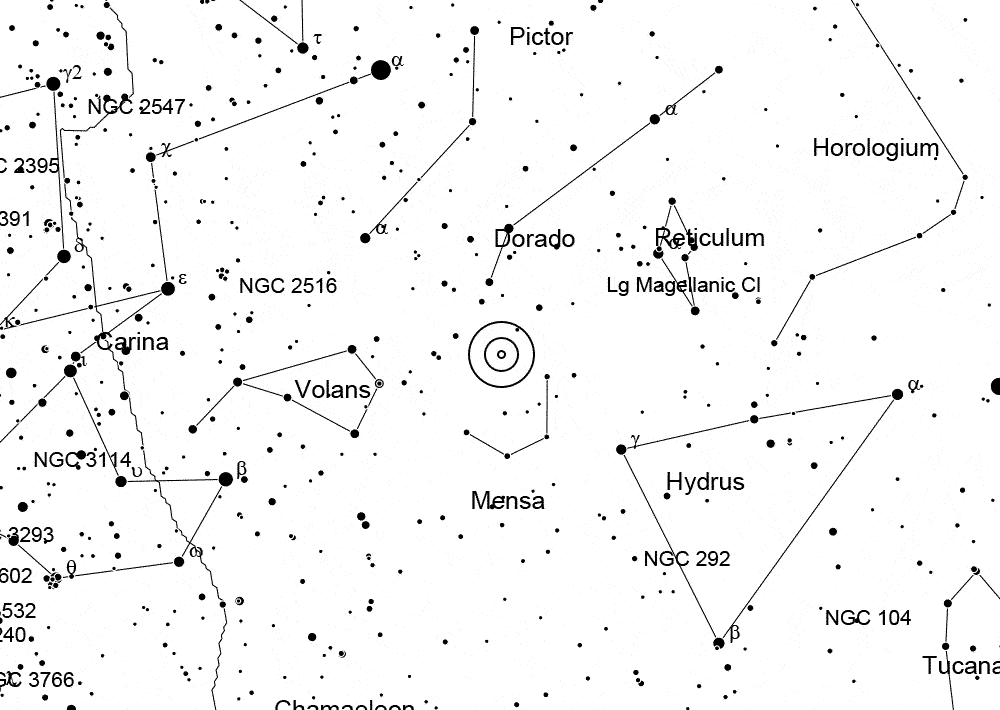 Pictor
τ
α
γ2
NGC 2547
α
χ
Horologium
C 2395
391
α
δ
Dorado
Reticulum
α
ε
NGC 2516
Lg Magellanic Cl
κ
Carina
ι
Volans
α
γ
NGC 3114
υ
β
Hydrus
Mensa
3293
ω
NGC 292
θ
602
532
NGC 104
240
β
Tucana
GC 3766
Chamaeleon